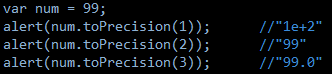 var num = 99;
alert(num.toPrecision(1));      //"1e+2"
alert(num.toPrecision(2));      //"99"
alert(num.toPrecision(3));      //"99.0"